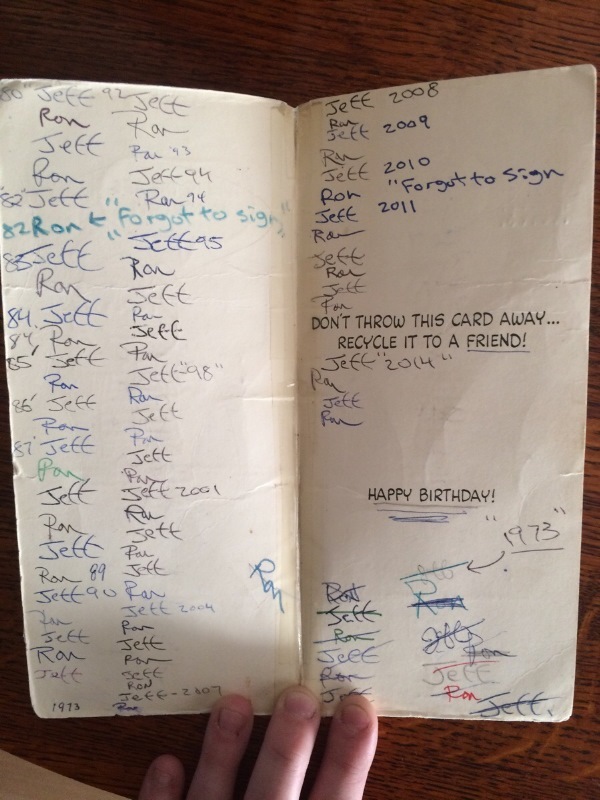 80" Jeff
Ron
Jeff
Ron
'82 Jeff
82 Ron ← "Forgot to sign"
83 Jeff
Ron
84. Jeff
84' Ron
85' Jeff
Ron
86' Jeff
Ron
87' Jeff
Ron
Jeff
Ron
Jeff
Ron 89
Jeff 90
Ron
Jeff
Ron
Jeff
1973
92 Jeff
Ron
Ron '93
Jeff 94
Ron 94
Jeff 95
Ron
Jeff
Ron
Jeff
Ron
Jeff "98"
Ron
Jeff
Ron
Jeff
Ron
Jeff 2001
Ron
Jeff
Ron
Jeff
Ron
Jeff 2004
Ron
Jeff
Ron
Jeff
RON
Jeff - 2007
Ron
Ron
Jeff 2008
Ron
Jeff 2009
Ron
Jeff 2010
Ron "Forgot to sign
Jeff 2011
Ron
Jeff
Ron
Jeff
Ron
DON'T THROW THIS CARD AWAY...
RECYCLE IT TO A FRIEND!
Jeff "2014"
Ron
Jeff
Ron
HAPPY BIRTHDAY!
"1973"
Jeff
Ron
Jeff
Ron
Jeff
Ron
Jeff.
Ron
Jeff
Ron
Jeff
Ron
Jeff